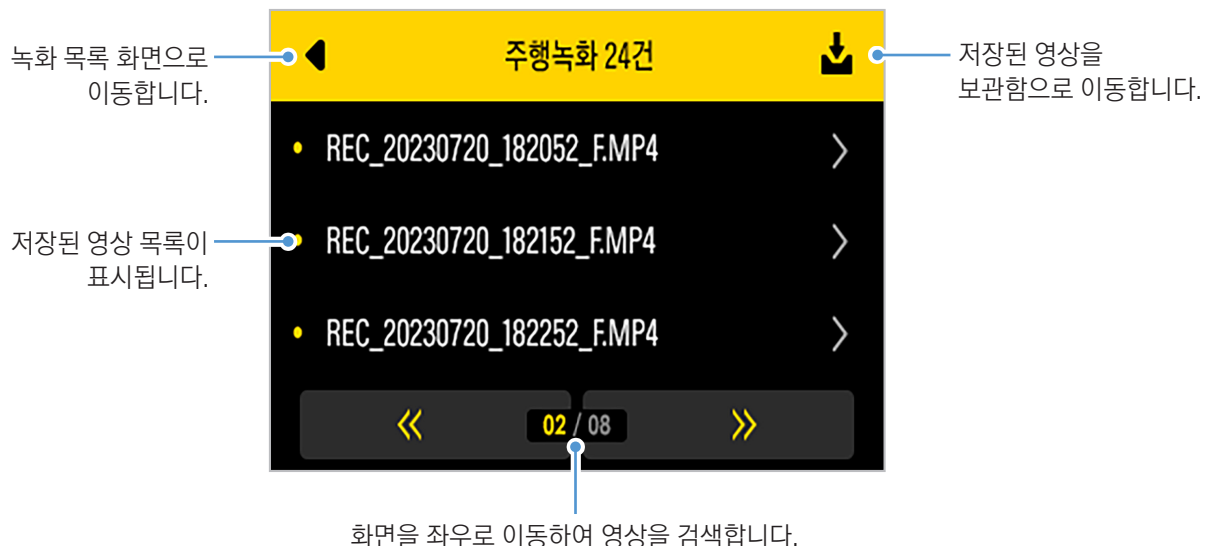 녹화 목록 화면으로
이동합니다.
주행녹화 24건
저장된 영상을
보관함으로 이동합니다.
REC_20230720_182052_F.MP4
저장된 영상 목록이
표시됩니다.
REC_20230720_182152_F.MP4
REC_20230720_182252_F.MP4
02 / 08
화면을 좌우로 이동하여 영상을 검색합니다.